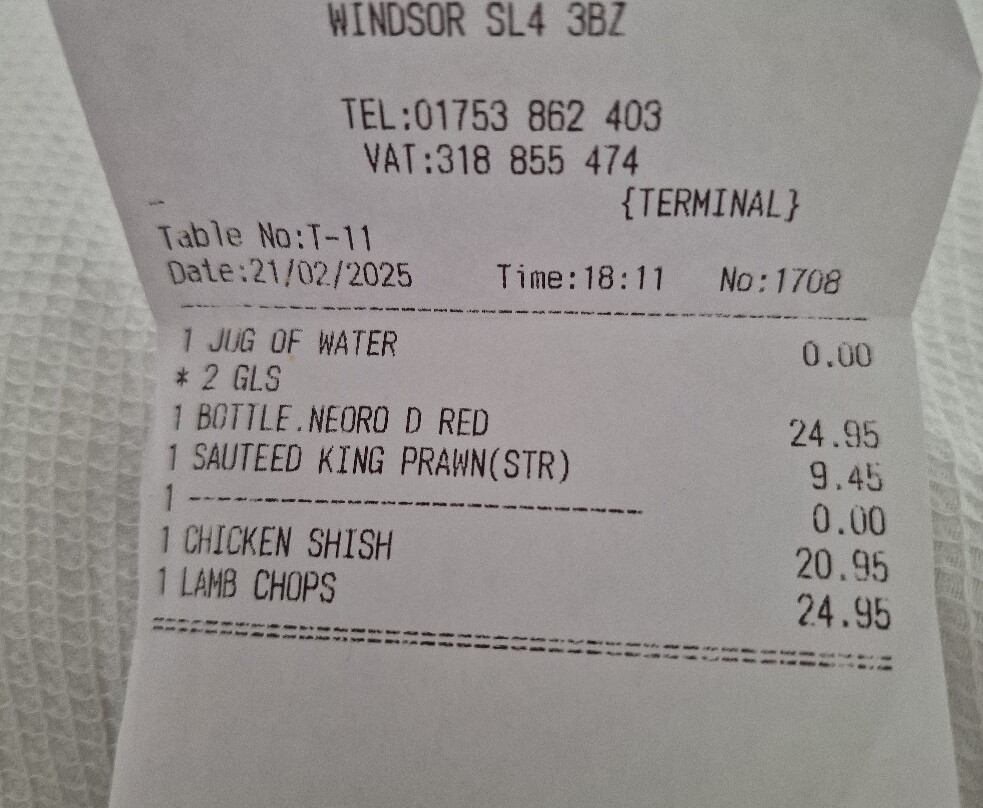 WINDSOR SL4 3BZ
TEL:01753 862 403
VAT:318 855 474
{TERMINAL}
Table No:T-11
Date:21/02/2025 Time:18:11 No:1708
1 JUG OF WATER 0.00
* 2 GLS
1 BOTTLE.NEORO D RED 24.95
1 SAUTEED KING PRAWN(STR) 9.45
1 -------------------------- 0.00
1 CHICKEN SHISH 20.95
1 LAMB CHOPS 24.95